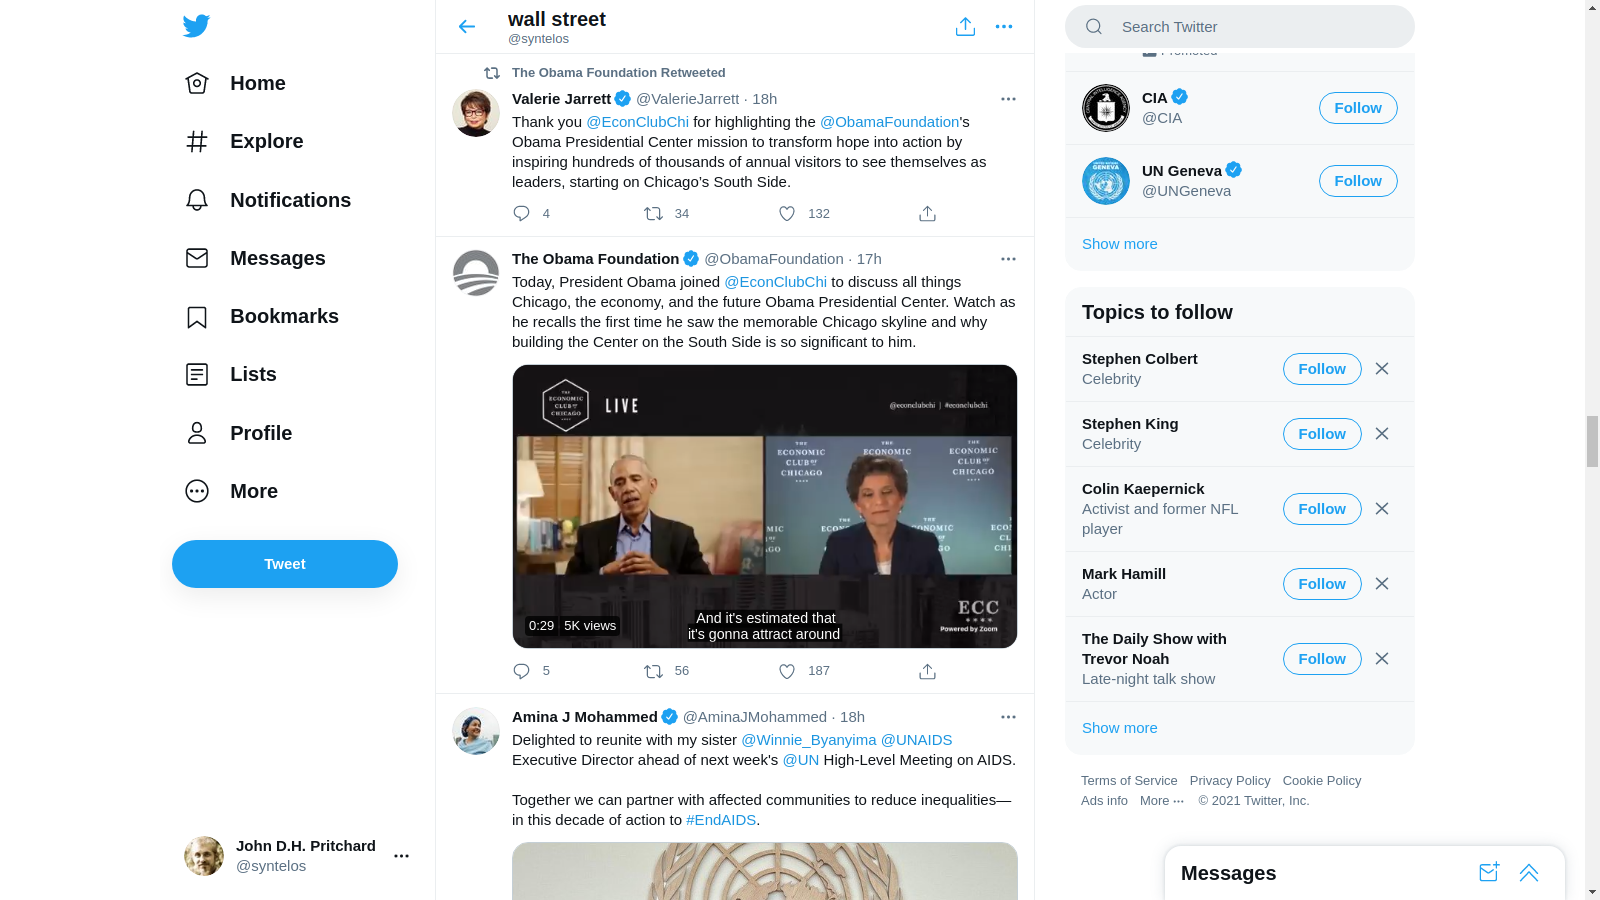 Home
Explore
Notifications
Messages
Bookmarks
Lists
Profile
More
Tweet
John D.H. Pritchard
@syntelos
wall street
@syntelos
The Obama Foundation Retweeted
Valerie Jarrett @ValerieJarrett · 18h
Thank you @EconClubChi for highlighting the @ObamaFoundation's
Obama Presidential Center mission to transform hope into action by
inspiring hundreds of thousands of annual visitors to see themselves as
leaders, starting on Chicago’s South Side.
4 34 132
The Obama Foundation @ObamaFoundation · 17h
Today, President Obama joined @EconClubChi to discuss all things
Chicago, the economy, and the future Obama Presidential Center. Watch as
he recalls the first time he saw the memorable Chicago skyline and why
building the Center on the South Side is so significant to him.
THE
ECONOMIC
CLUB OF
CHICAGO
LIVE
@econclubchi | #econclubchi
THE
ECONOMIC
CLUB OF
CHICAGO
THE
ECONOMIC
THE
ECONOMIC
CLUB OF
CHICAGO
ECC
Powered by Zoom
And it's estimated that
it's gonna attract around
0:29 5K views
5 56 187
Amina J Mohammed @AminaJMohammed · 18h
Delighted to reunite with my sister @Winnie_Byanyima @UNAIDS
Executive Director ahead of next week's @UN High-Level Meeting on AIDS.
Together we can partner with affected communities to reduce inequalities—
in this decade of action to #EndAIDS.
Search Twitter
Promoted
CIA
@CIA
Follow
UN Geneva
@UNGeneva
Follow
Show more
Topics to follow
Stephen Colbert
Celebrity
Follow
Stephen King
Celebrity
Follow
Colin Kaepernick
Activist and former NFL
player
Follow
Mark Hamill
Actor
Follow
The Daily Show with
Trevor Noah
Late-night talk show
Follow
Show more
Terms of Service Privacy Policy Cookie Policy
Ads info More ··· © 2021 Twitter, Inc.
Messages